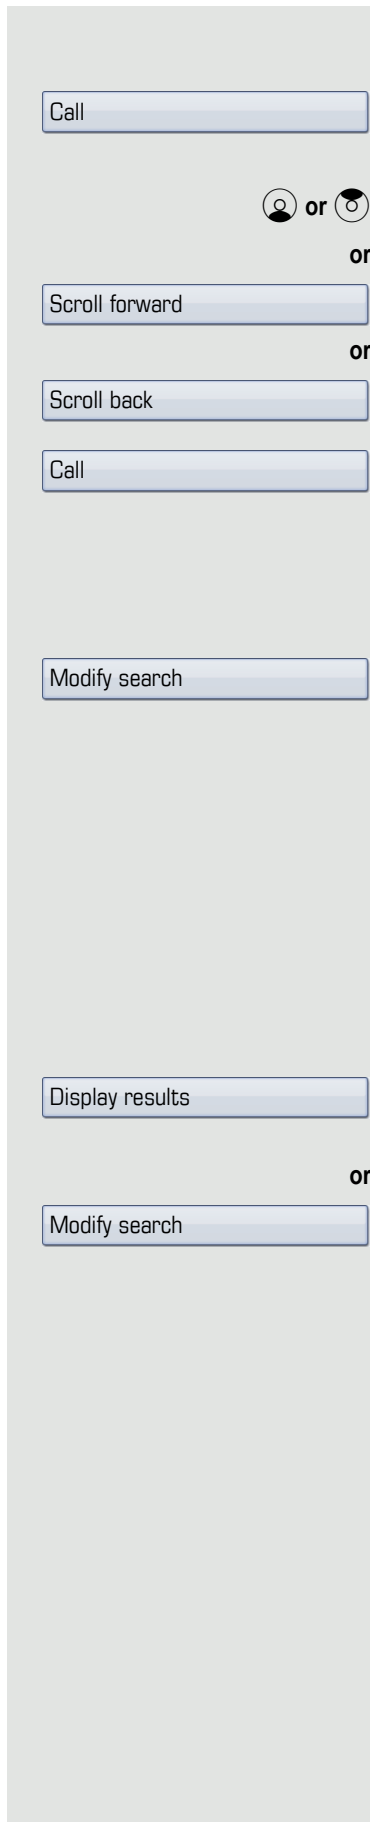 Call
or
or
Scroll forward
or
Scroll back
Call
Modify search
Display results
or
Modify search